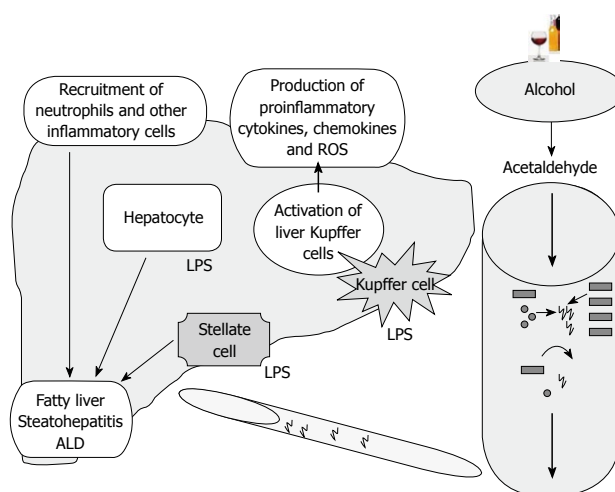 Recruitment of
neutrophils and other
inflammatory cells
Production of
proinflammatory
cytokines, chemokines
and ROS
Alcohol
Acetaldehyde
Hepatocyte
LPS
Activation of
liver Kupffer
cells
Kupffer cell
LPS
Stellate
cell
LPS
Fatty liver
Steatohepatitis
ALD